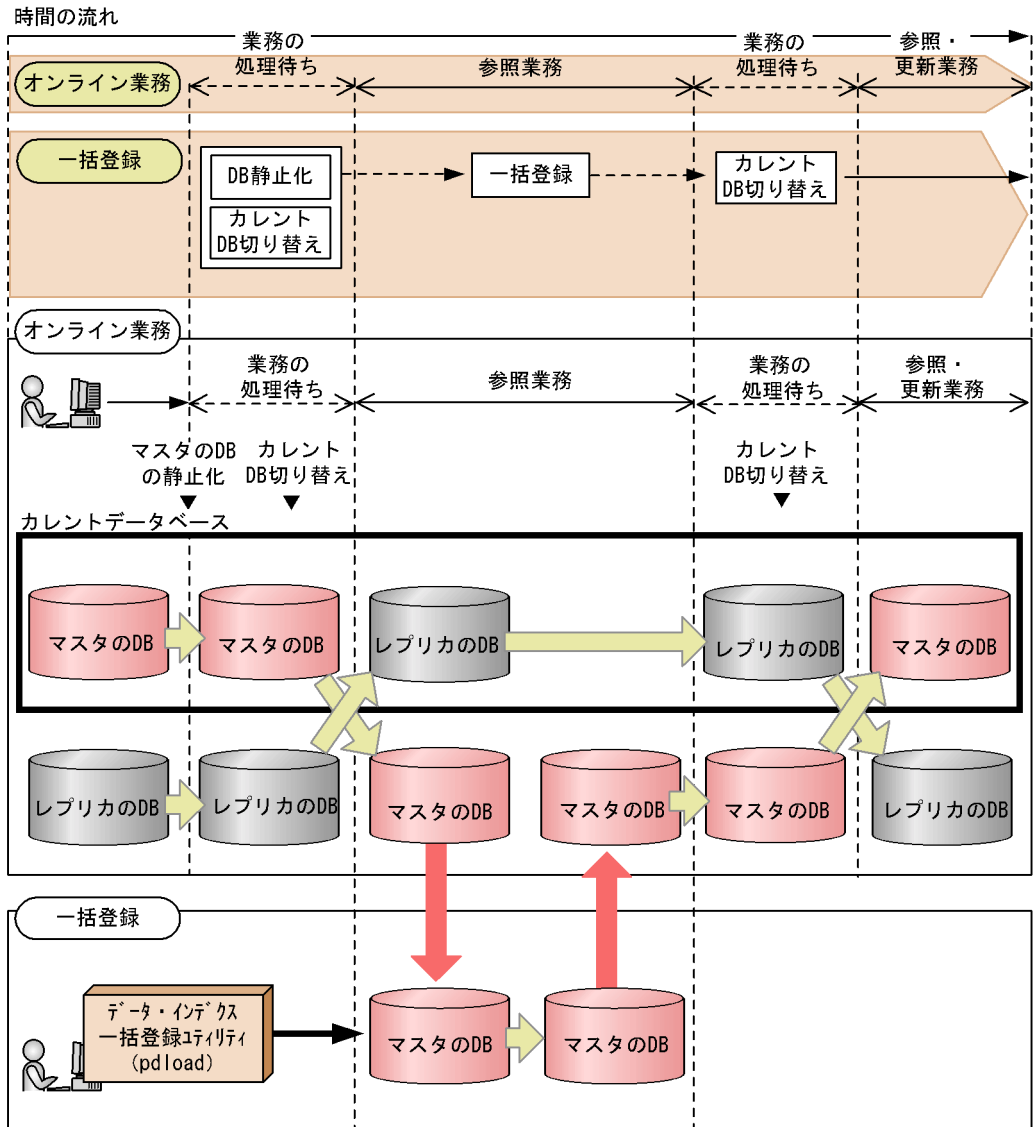 時間の流れ
業務の
処理待ち
参照業務
業務の
処理待ち
参照・
更新業務
オンライン業務
一括登録
DB静止化
カレント
DB切り替え
一括登録
カレント
DB切り替え
オンライン業務
業務の
処理待ち
参照業務
業務の
処理待ち
参照・
更新業務
マスタのDB
の静止化
カレント
DB切り替え
カレント
DB切り替え
カレントデータベース
マスタのDB
マスタのDB
レプリカのDB
レプリカのDB
マスタのDB
レプリカのDB
レプリカのDB
マスタのDB
マスタのDB
マスタのDB
レプリカのDB
一括登録
ﾃﾞｰﾀ・ｲﾝﾃﾞｸｽ
一括登録ﾕﾃｨﾘﾃｨ
(pdload)
マスタのDB
マスタのDB